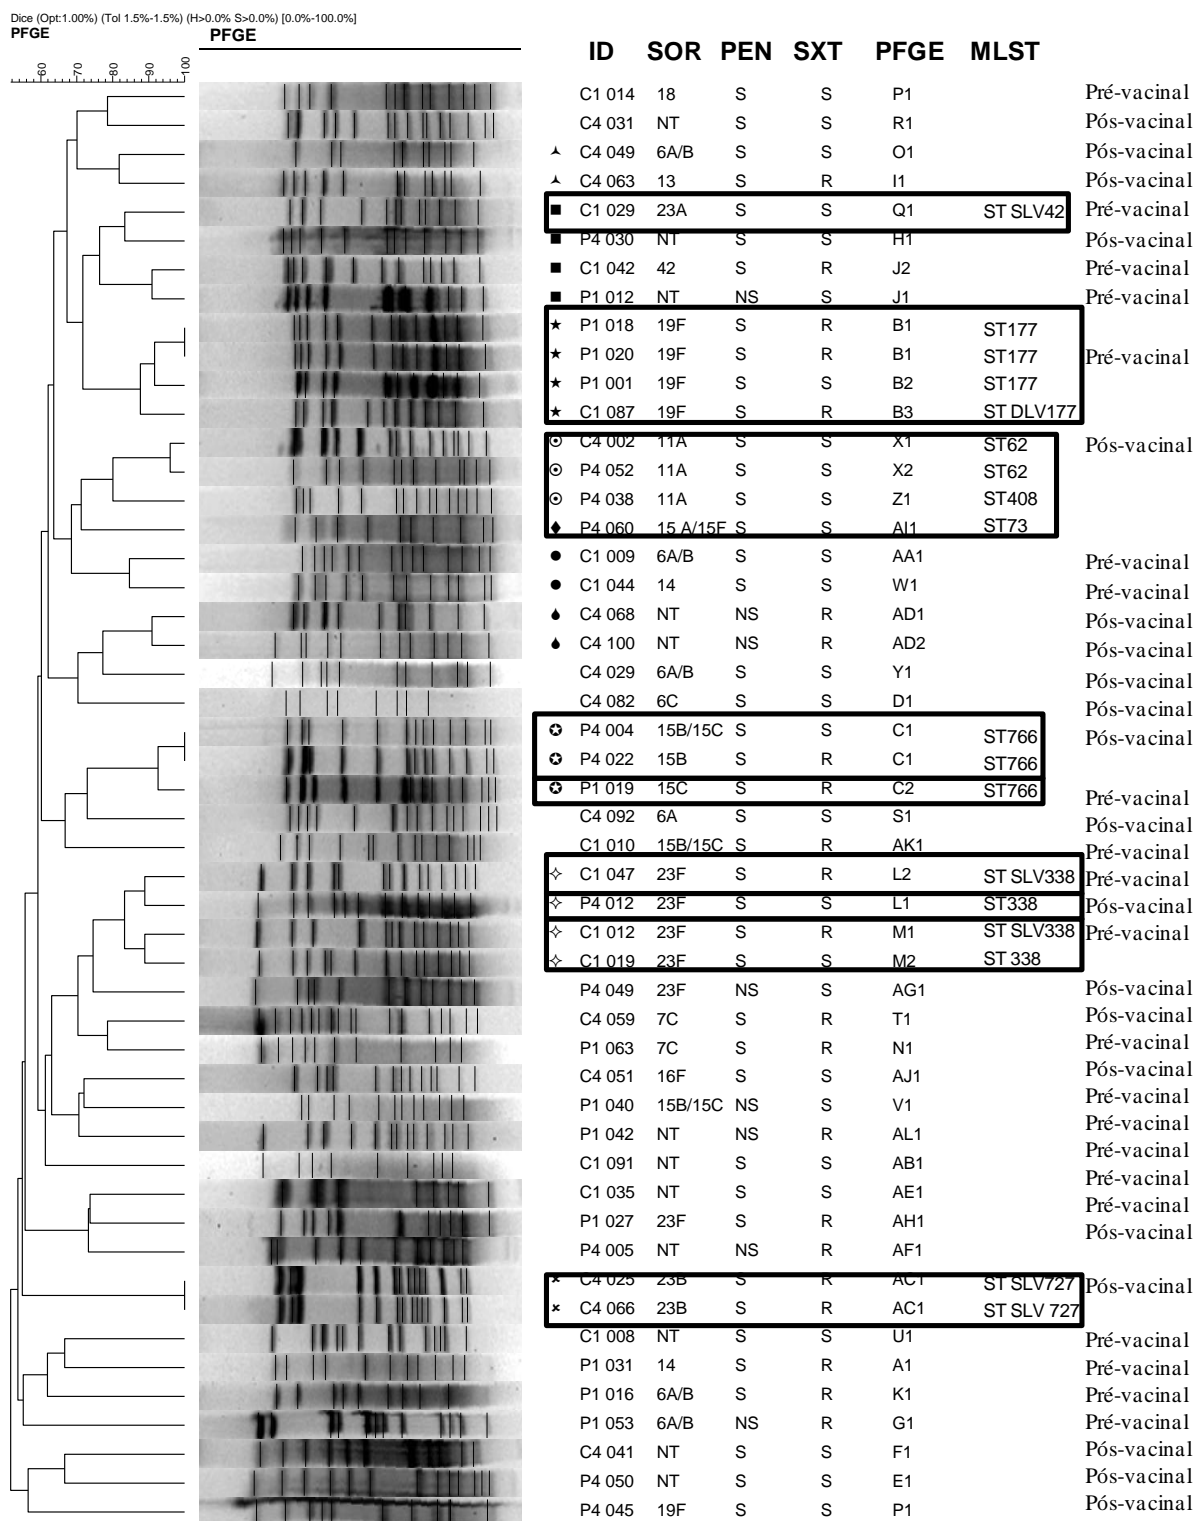 Dice (Opt:1.00%) (Tol 1.5%-1.5%) (H>0.0% S>0.0%) [0.0%-100.0%]
PFGE PFGE
ID SOR PEN SXT PFGE MLST
60 70 80 90 100
C1 014 18 S S P1 Pré-vacinal
C4 031 NT S S R1 Pós-vacinal
C4 049 6A/B S S O1 Pós-vacinal
C4 063 13 S R I1 Pós-vacinal
C1 029 23A S S Q1 ST SLV42 Pré-vacinal
P4 030 NT S S H1 Pós-vacinal
C1 042 42 S R J2 Pré-vacinal
P1 012 NT NS S J1 Pré-vacinal
P1 018 19F S R B1 ST177
P1 020 19F S R B1 ST177 Pré-vacinal
P1 001 19F S S B2 ST177
C1 087 19F S R B3 ST DLV177
C4 002 11A S S X1 ST62 Pós-vacinal
P4 052 11A S S X2 ST62
P4 038 11A S S Z1 ST408
P4 060 15 A/15F S S AI1 ST73
C1 009 6A/B S S AA1 Pré-vacinal
C1 044 14 S S W1 Pré-vacinal
C4 068 NT NS R AD1 Pós-vacinal
C4 100 NT NS R AD2 Pós-vacinal
C4 029 6A/B S S Y1 Pós-vacinal
C4 082 6C S S D1 Pós-vacinal
P4 004 15B/15C S S C1 ST766 Pós-vacinal
P4 022 15B S R C1 ST766
P1 019 15C S R C2 ST766 Pré-vacinal
C4 092 6A S S S1 Pós-vacinal
C1 010 15B/15C S R AK1 Pré-vacinal
C1 047 23F S R L2 ST SLV338 Pré-vacinal
P4 012 23F S S L1 ST338 Pós-vacinal
C1 012 23F S R M1 ST SLV338 Pré-vacinal
C1 019 23F S S M2 ST 338
P4 049 23F NS S AG1 Pós-vacinal
C4 059 7C S R T1 Pós-vacinal
P1 063 7C S R N1 Pré-vacinal
C4 051 16F S S AJ1 Pós-vacinal
P1 040 15B/15C NS S V1 Pré-vacinal
P1 042 NT NS R AL1 Pré-vacinal
C1 091 NT S S AB1 Pré-vacinal
C1 035 NT S S AE1 Pré-vacinal
P1 027 23F S R AH1 Pré-vacinal
P4 005 NT NS R AF1 Pós-vacinal
C4 025 23B S R AC1 ST SLV727 Pós-vacinal
C4 066 23B S R AC1 ST SLV 727
C1 008 NT S S U1 Pré-vacinal
P1 031 14 S R A1 Pré-vacinal
P1 016 6A/B S R K1 Pré-vacinal
P1 053 6A/B NS R G1 Pré-vacinal
C4 041 NT S S F1 Pós-vacinal
P4 050 NT S S E1 Pós-vacinal
P4 045 19F S S P1 Pós-vacinal